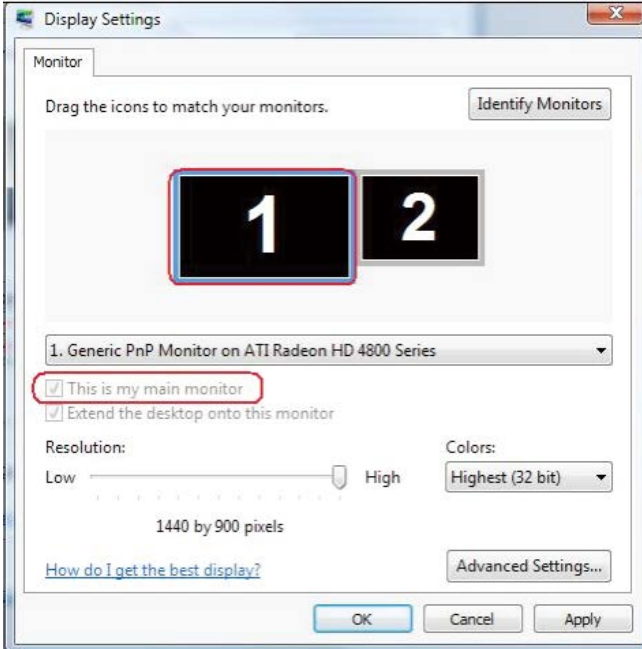 Display Settings
Monitor
Drag the icons to match your monitors.
Identify Monitors
1
2
1. Generic PnP Monitor on ATI Radeon HD 4800 Series
This is my main monitor
Extend the desktop onto this monitor
Resolution:
Colors:
Low
High
Highest (32 bit)
1440 by 900 pixels
How do I get the best display?
Advanced Settings...
OK
Cancel
Apply